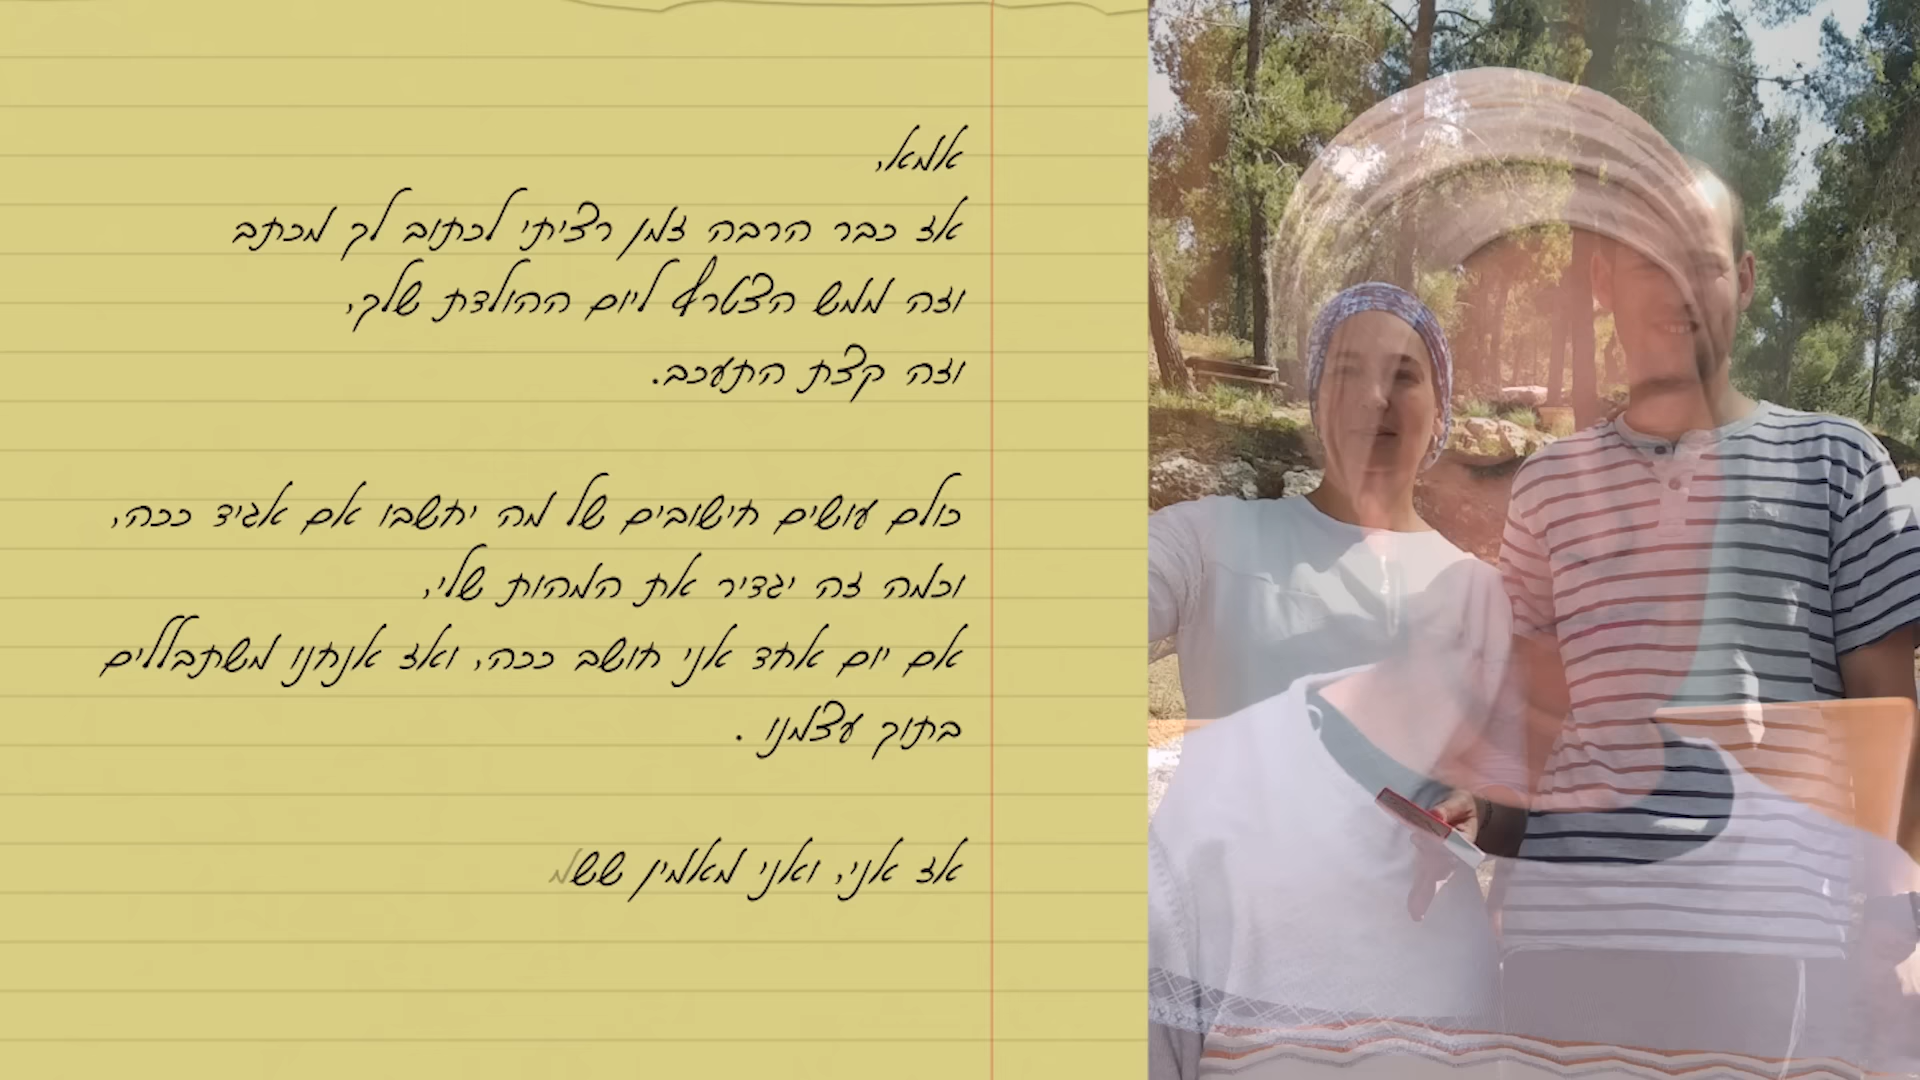 אמא,
אז כבר הרבה זמן רציתי לכתוב לך מכתב
וזה ממש הצטרף ליום ההולדת שלך,
וזה קצת התעכב.
כולם עושים חישובים של מה יחשבו אם אגיד ככה,
וכמה זה יגדיר את המהות שלי,
אם יום אחד אני חושב ככה, ואז אנחנו משתבללים
בתוך עצמנו .
אז אני, ואני מאמין ששמ